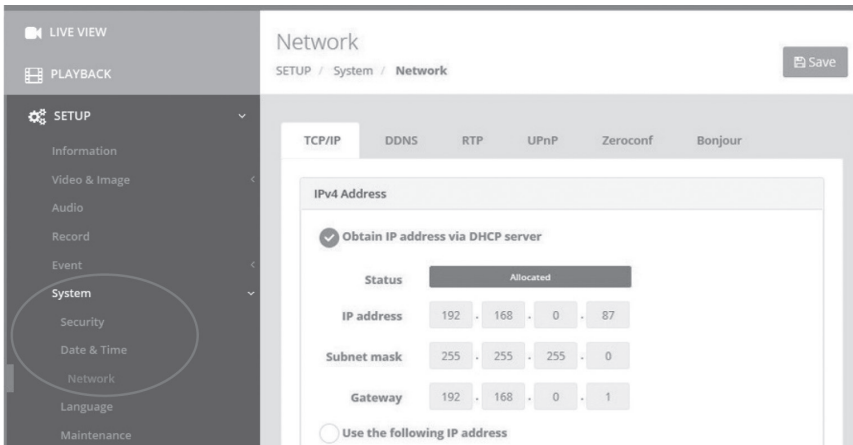 LIVE VIEW
PLAYBACK
SETUP
Information
Video & Image
Audio
Record
Event
System
Security
Date & Time
Network
Language
Maintenance
Network
SETUP / System / Network
Save
TCP/IP DDNS RTP UPnP Zeroconf Bonjour
IPv4 Address
Obtain IP address via DHCP server
Status Allocated
IP address 192 . 168 . 0 . 87
Subnet mask 255 . 255 . 255 . 0
Gateway 192 . 168 . 0 . 1
Use the following IP address